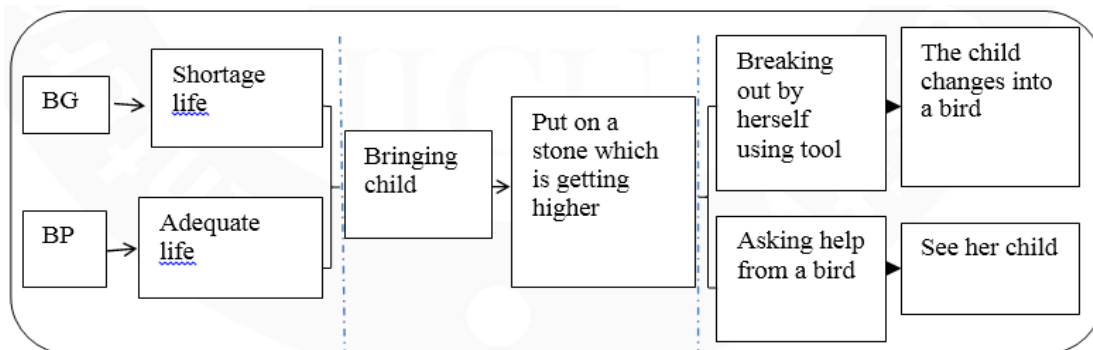 BG
Shortage
life
BP
Adequate
life
Bringing
child
Put on a
stone which
is getting
higher
Breaking
out by
herself
using tool
The child
changes into
a bird
Asking help
from a bird
See her child